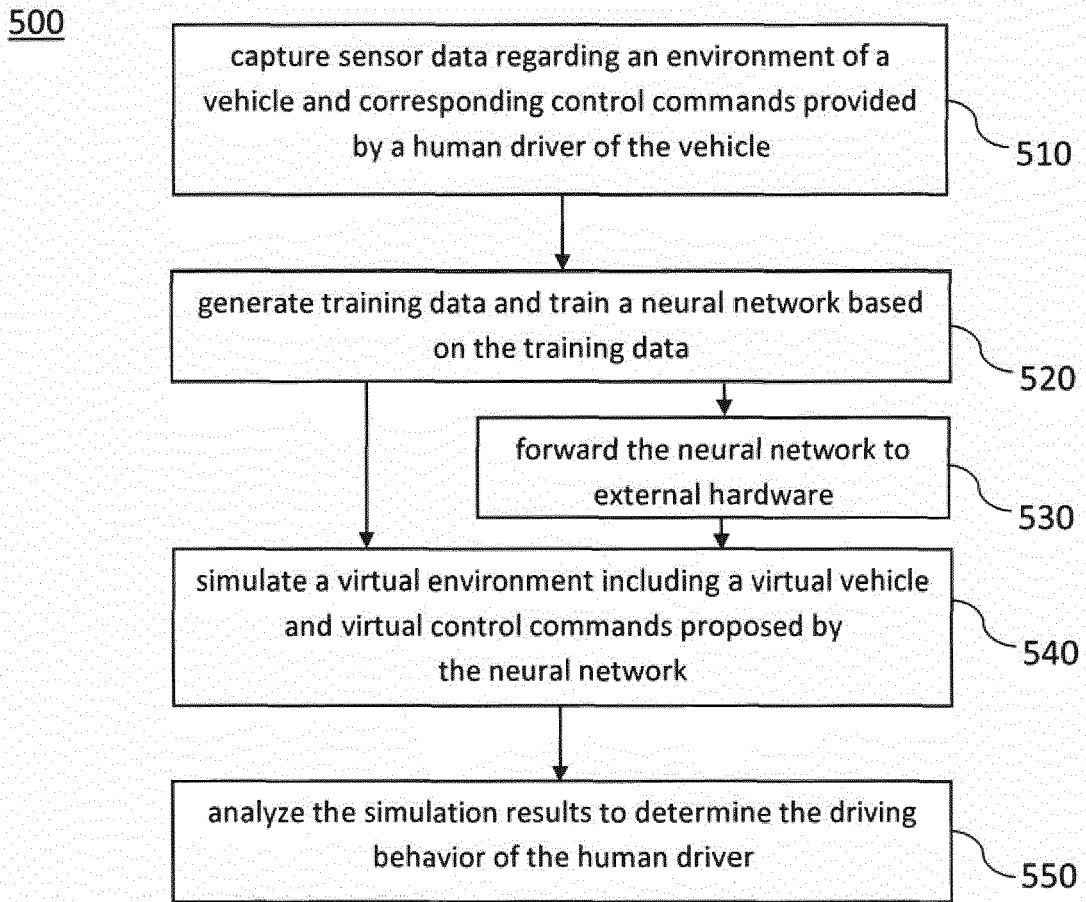 500
capture sensor data regarding an environment of a
vehicle and corresponding control commands provided
by a human driver of the vehicle
510
generate training data and train a neural network based
on the training data
520
forward the neural network to
external hardware
530
simulate a virtual environment including a virtual vehicle
and virtual control commands proposed by
the neural network
540
analyze the simulation results to determine the driving
behavior of the human driver
550